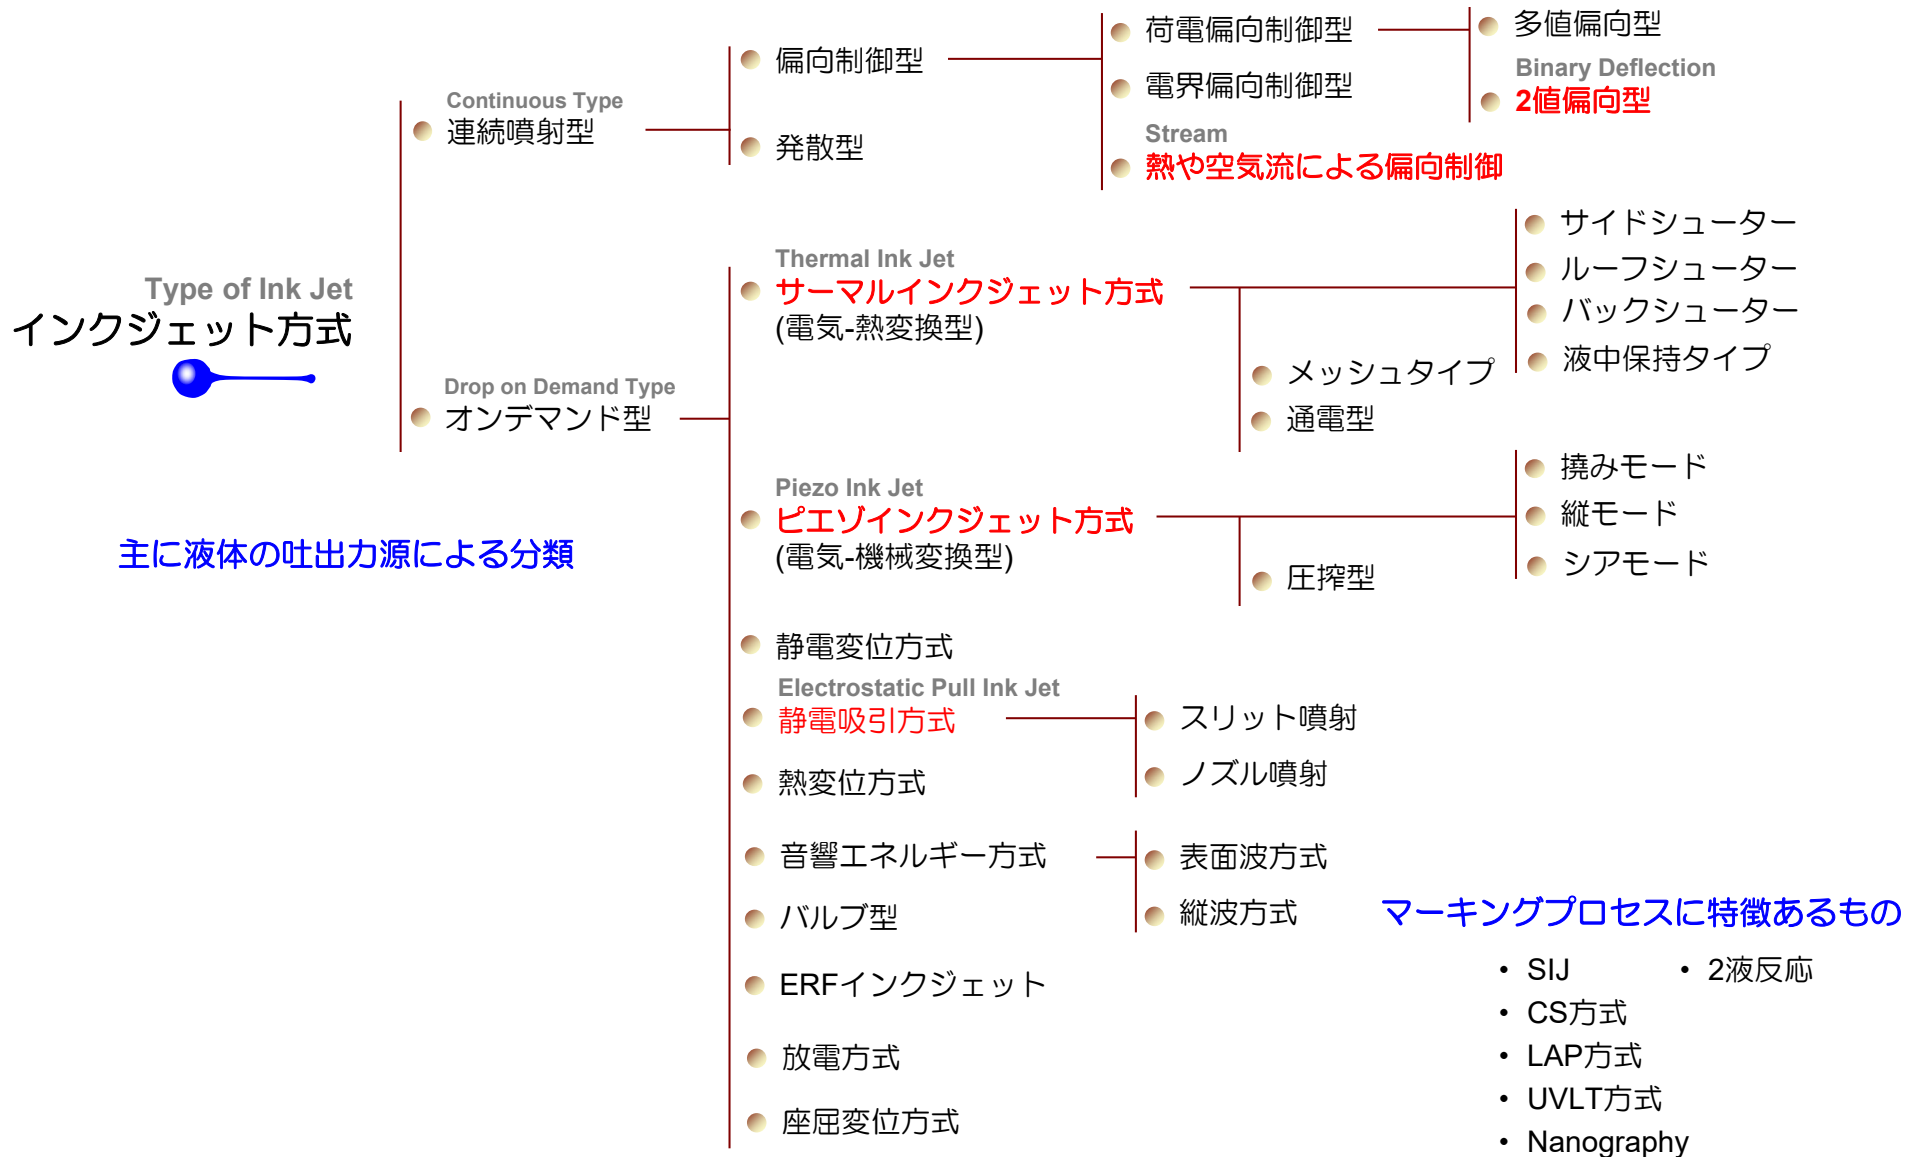 Type of Ink Jet
インクジェット方式
主に液体の吐出力源による分類
Continuous Type
連続噴射型
偏向制御型
荷電偏向制御型
多値偏向型
Binary Deflection
2値偏向型
電界偏向制御型
Stream
熱や空気流による偏向制御
発散型
Drop on Demand Type
オンデマンド型
Thermal Ink Jet
サーマルインクジェット方式
(電気-熱変換型)
サイドシューター
ルーフシューター
バックシューター
液中保持タイプ
メッシュタイプ
通電型
Piezo Ink Jet
ピエゾインクジェット方式
(電気-機械変換型)
撓みモード
縦モード
シアモード
圧搾型
静電変位方式
Electrostatic Pull Ink Jet
静電吸引方式
スリット噴射
ノズル噴射
熱変位方式
音響エネルギー方式
表面波方式
縦波方式
バルブ型
ERFインクジェット
放電方式
座屈変位方式
マーキングプロセスに特徴あるもの
• SIJ • 2液反応
• CS方式
• LAP方式
• UVLT方式
• Nanography